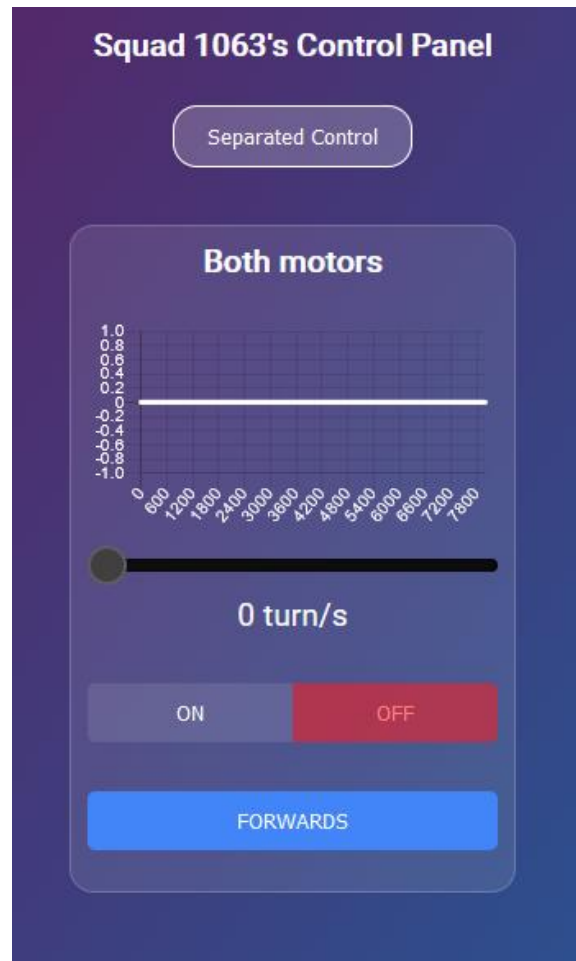 Squad 1063's Control Panel
Separated Control
Both motors
1.0
0.8
0.6
0.4
0.2
0
-0.2
-0.4
-0.6
-0.8
-1.0
0 600 1200 1800 2400 3000 3600 4200 4800 5400 6000 6600 7200 7800
0 turn/s
ON OFF
FORWARDS